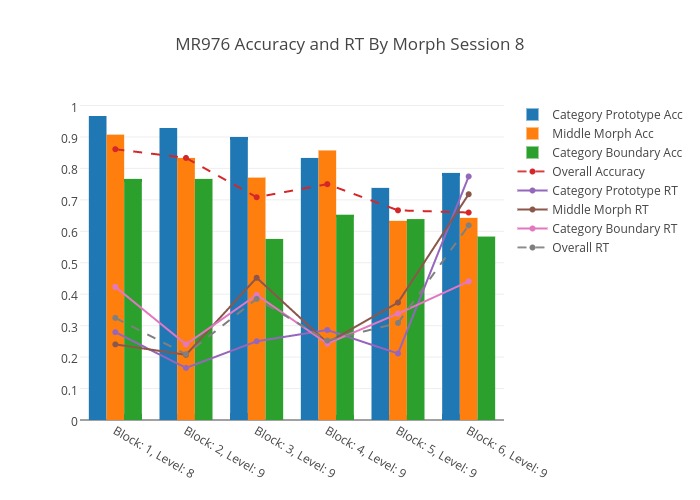 MR976 Accuracy and RT By Morph Session 8
1
0.9
0.8
0.7
0.6
0.5
0.4
0.3
0.2
0.1
0
Block: 1, Level: 8
Block: 2, Level: 9
Block: 3, Level: 9
Block: 4, Level: 9
Block: 5, Level: 9
Block: 6, Level: 9
Category Prototype Acc
Middle Morph Acc
Category Boundary Acc
Overall Accuracy
Category Prototype RT
Middle Morph RT
Category Boundary RT
Overall RT